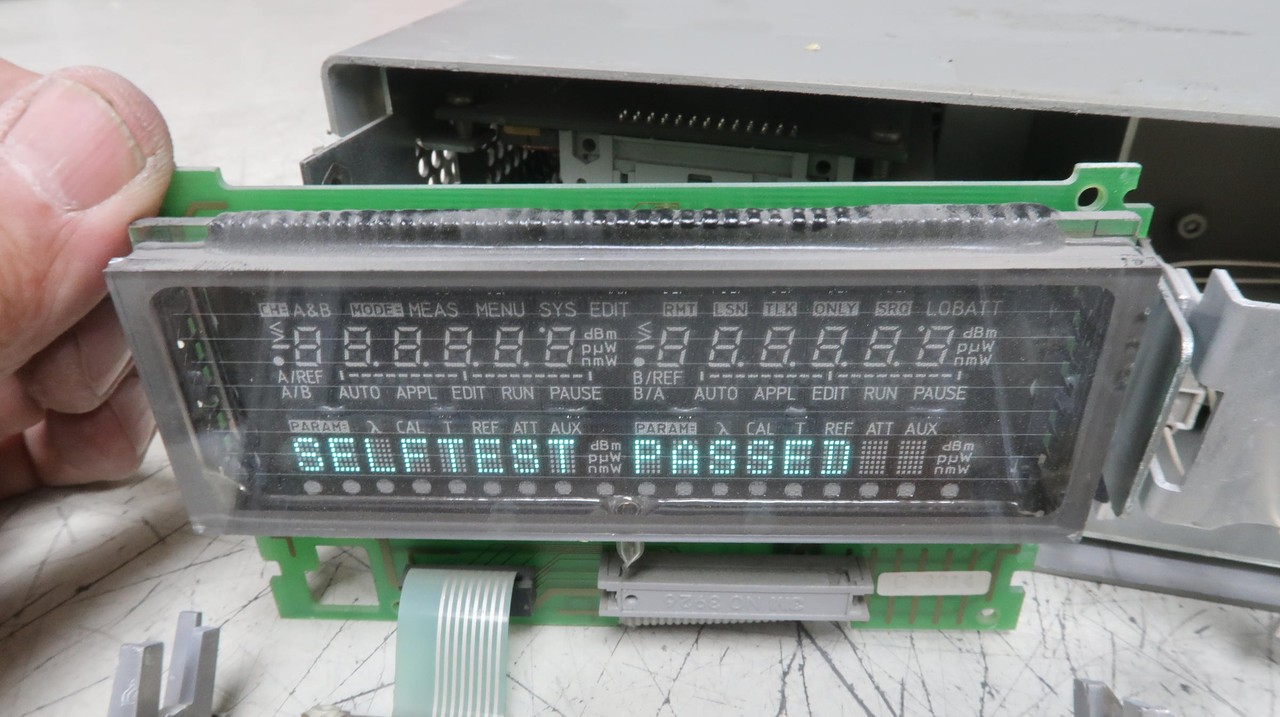 CH: A&B MODE: MEAS MENU SYS EDIT RMT LSN TLK ONLY SRQ LOBATT
dBm dBm
pµW pµW
nmW nmW
A/REF B/REF
A/B AUTO APPL EDIT RUN PAUSE B/A AUTO APPL EDIT RUN PAUSE
PARAM: λ CAL T REF ATT AUX PARAM: λ CAL T REF ATT AUX
SELFTEST dBm PASSED dBm
pµW pµW
nmW nmW